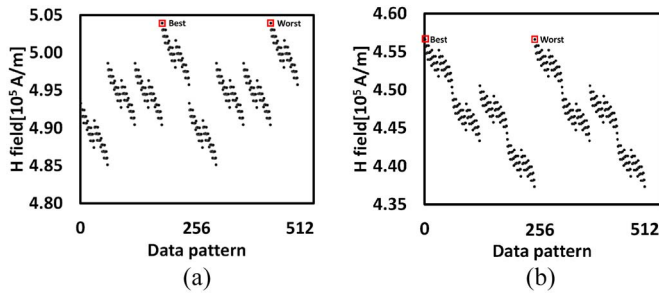 5.05
5.00
4.95
4.90
4.85
4.80
H field[10⁵ A/m]
Best
Worst
0
256
512
Data pattern
(a)
4.60
4.55
4.50
4.45
4.40
4.35
H field[10⁵ A/m]
Best
Worst
0
256
512
Data pattern
(b)